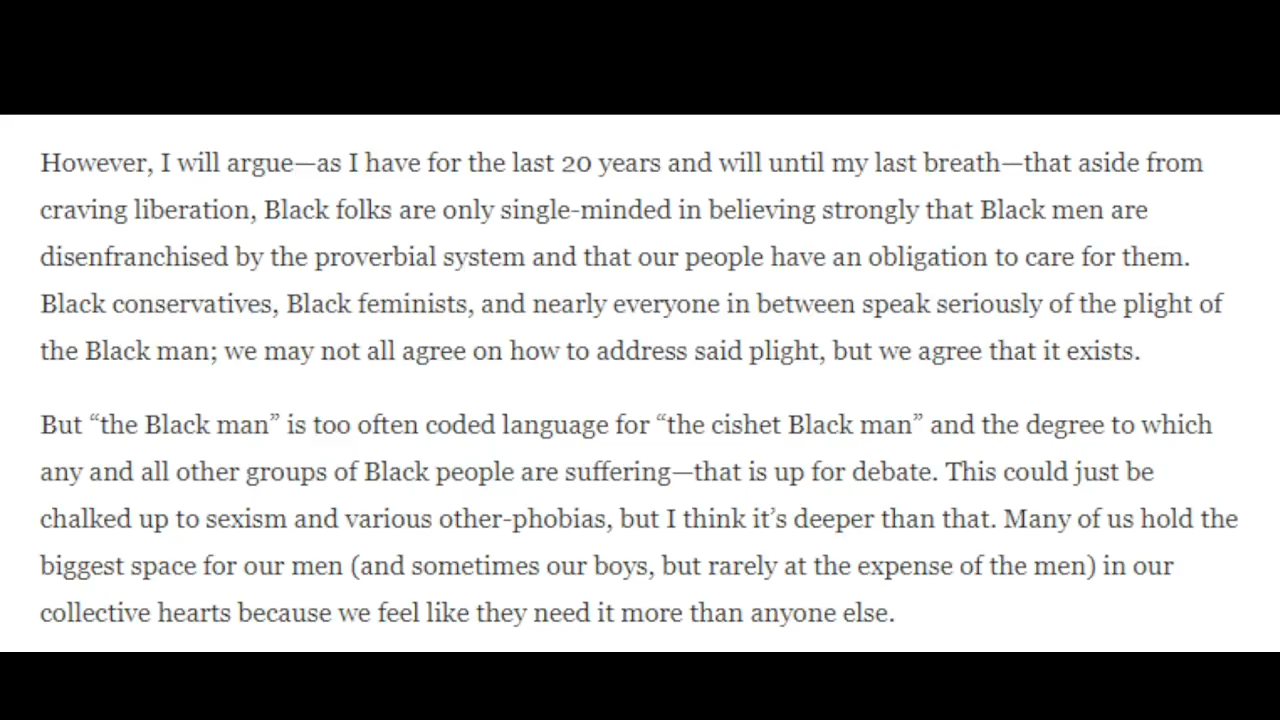 However, I will argue—as I have for the last 20 years and will until my last breath—that aside from
craving liberation, Black folks are only single-minded in believing strongly that Black men are
disenfranchised by the proverbial system and that our people have an obligation to care for them.
Black conservatives, Black feminists, and nearly everyone in between speak seriously of the plight of
the Black man; we may not all agree on how to address said plight, but we agree that it exists.
But “the Black man” is too often coded language for “the cishet Black man” and the degree to which
any and all other groups of Black people are suffering—that is up for debate. This could just be
chalked up to sexism and various other-phobias, but I think it’s deeper than that. Many of us hold the
biggest space for our men (and sometimes our boys, but rarely at the expense of the men) in our
collective hearts because we feel like they need it more than anyone else.